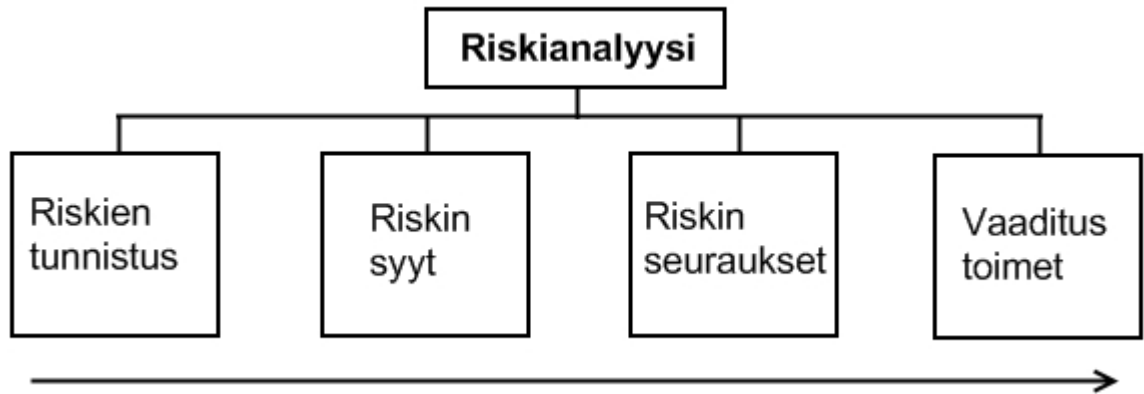 Riskianalyysi
Riskien
tunnistus
Riskin
syyt
Riskin
seuraukset
Vaaditus
toimet